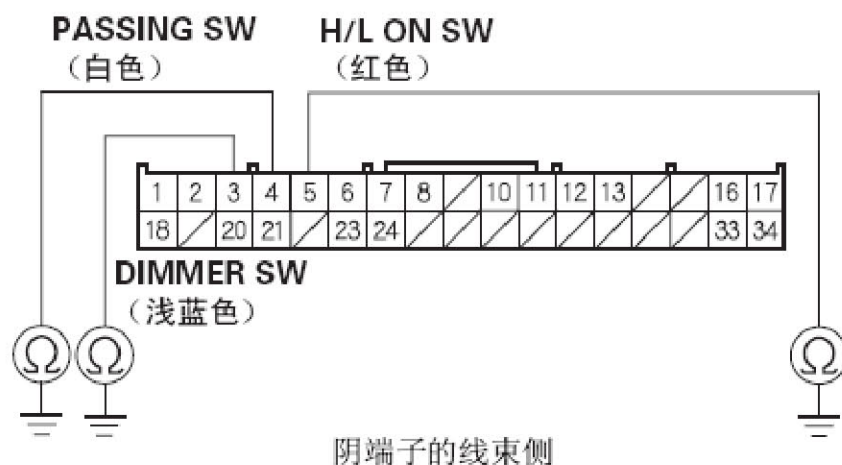 PASSING SW
（白色）
H/L ON SW
（红色）
1 2 3 4 5 6 7 8 10 11 12 13 16 17
18 20 21 23 24 33 34
DIMMER SW
（浅蓝色）
Ω Ω Ω
阴端子的线束侧